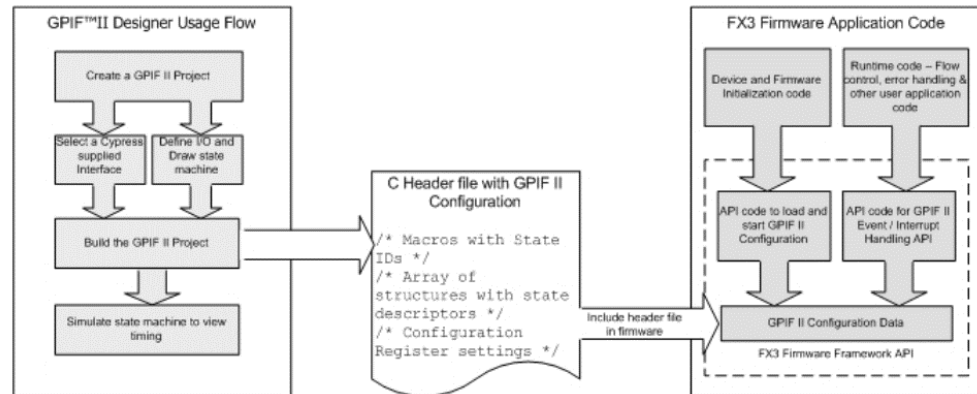 GPIF™II Designer Usage Flow
Create a GPIF II Project
Select a Cypress
supplied
Interface
Define I/O and
Draw state
machine
Build the GPIF II Project
Simulate state machine to view
timing
C Header file with GPIF II
Configuration
/* Macros with State
IDs */
/* Array of
structures with state
descriptors */
/* Configuration
Register settings */
Include header file
in firmware
FX3 Firmware Application Code
Device and Firmware
Initialization code
Runtime code – Flow
control, error handling &
other user application
code
API code to load and
start GPIF II
Configuration
API code for GPIF II
Event / Interrupt
Handling API
GPIF II Configuration Data
FX3 Firmware Framework API